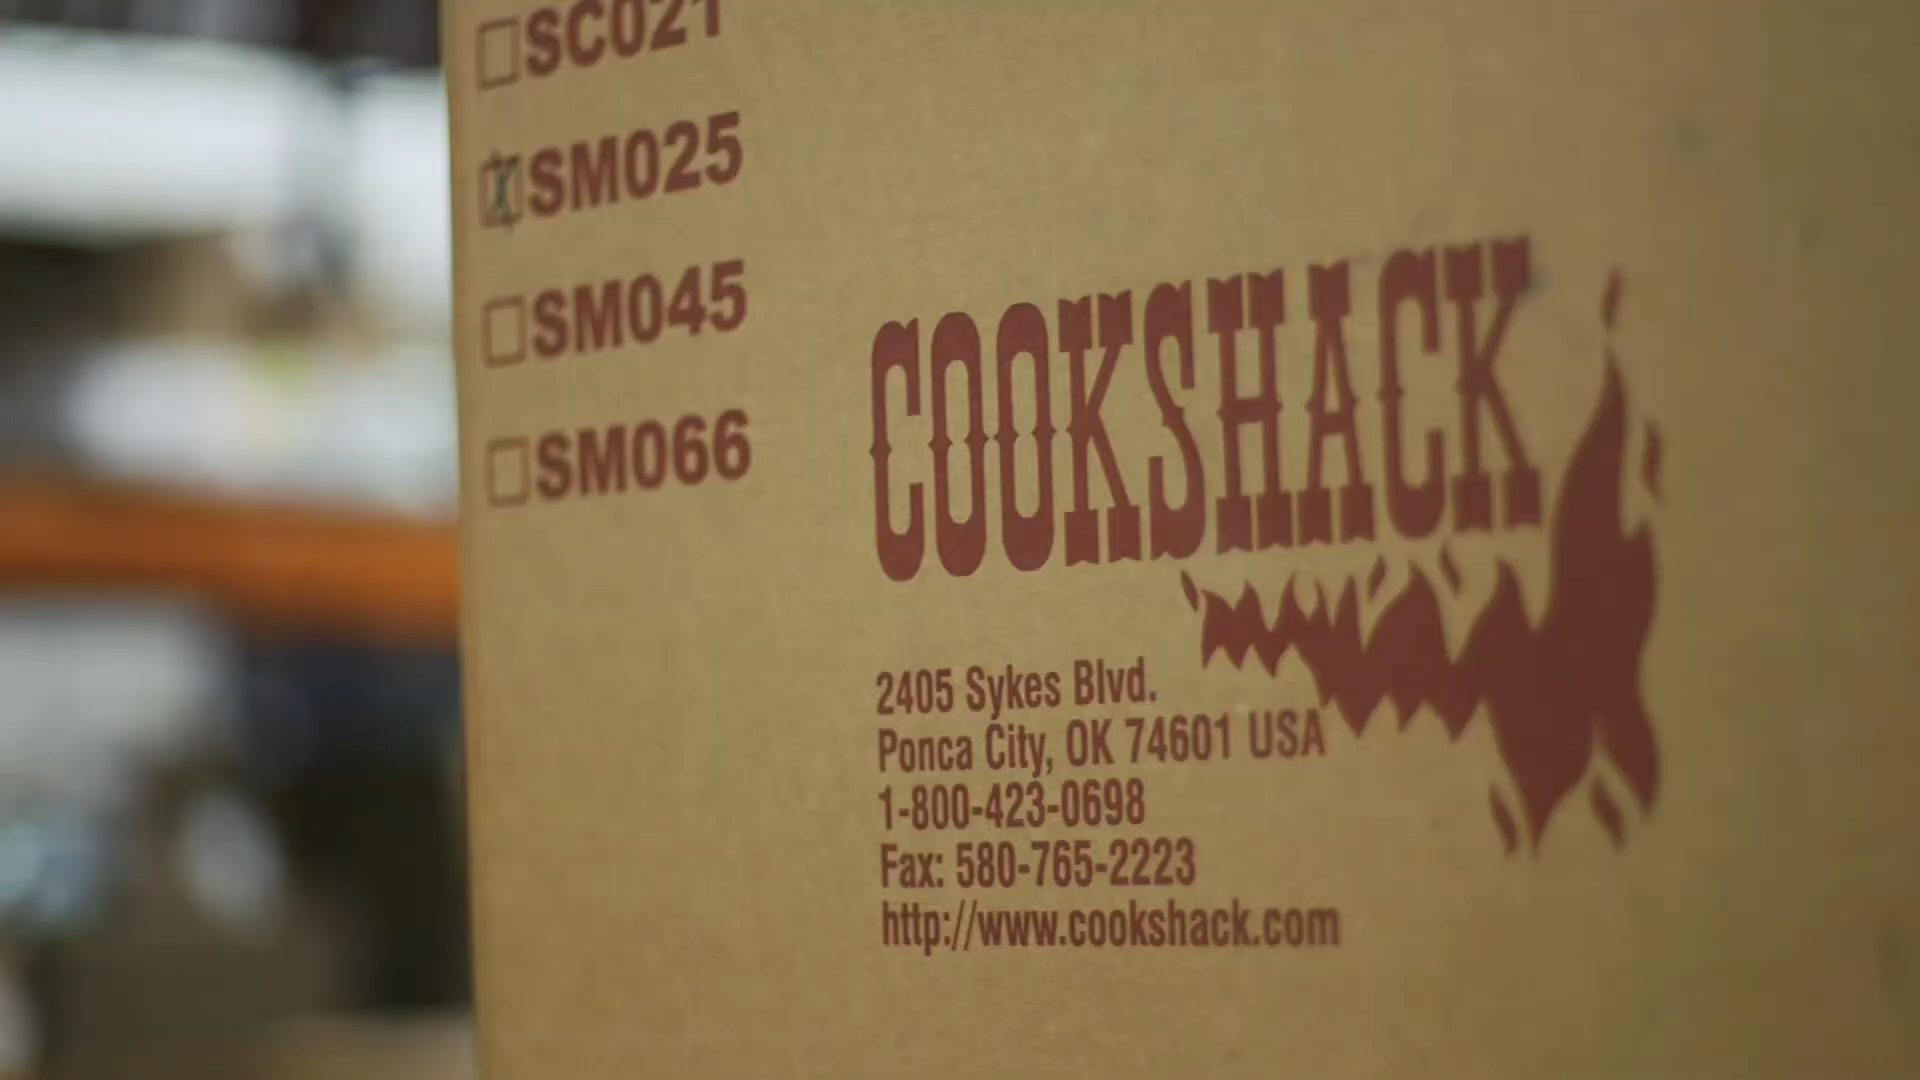 SC021
SM025
SM045
SM066
COOKSHACK
2405 Sykes Blvd.
Ponca City, OK 74601 USA
1-800-423-0698
Fax: 580-765-2223
http://www.cookshack.com